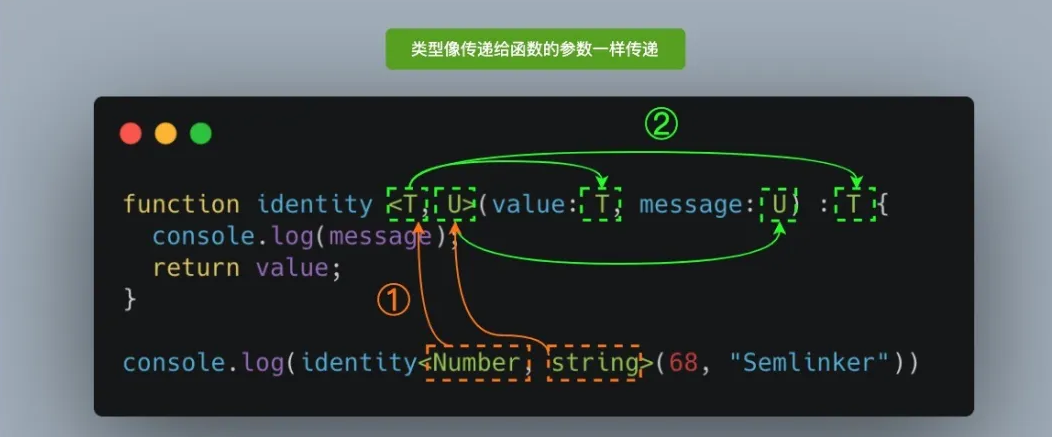 类型像传递给函数的参数一样传递
②
function identity <T, U>(value: T, message: U) : T {
console.log(message);
return value;
}
①
console.log(identity<Number, string>(68, "Semlinker"))